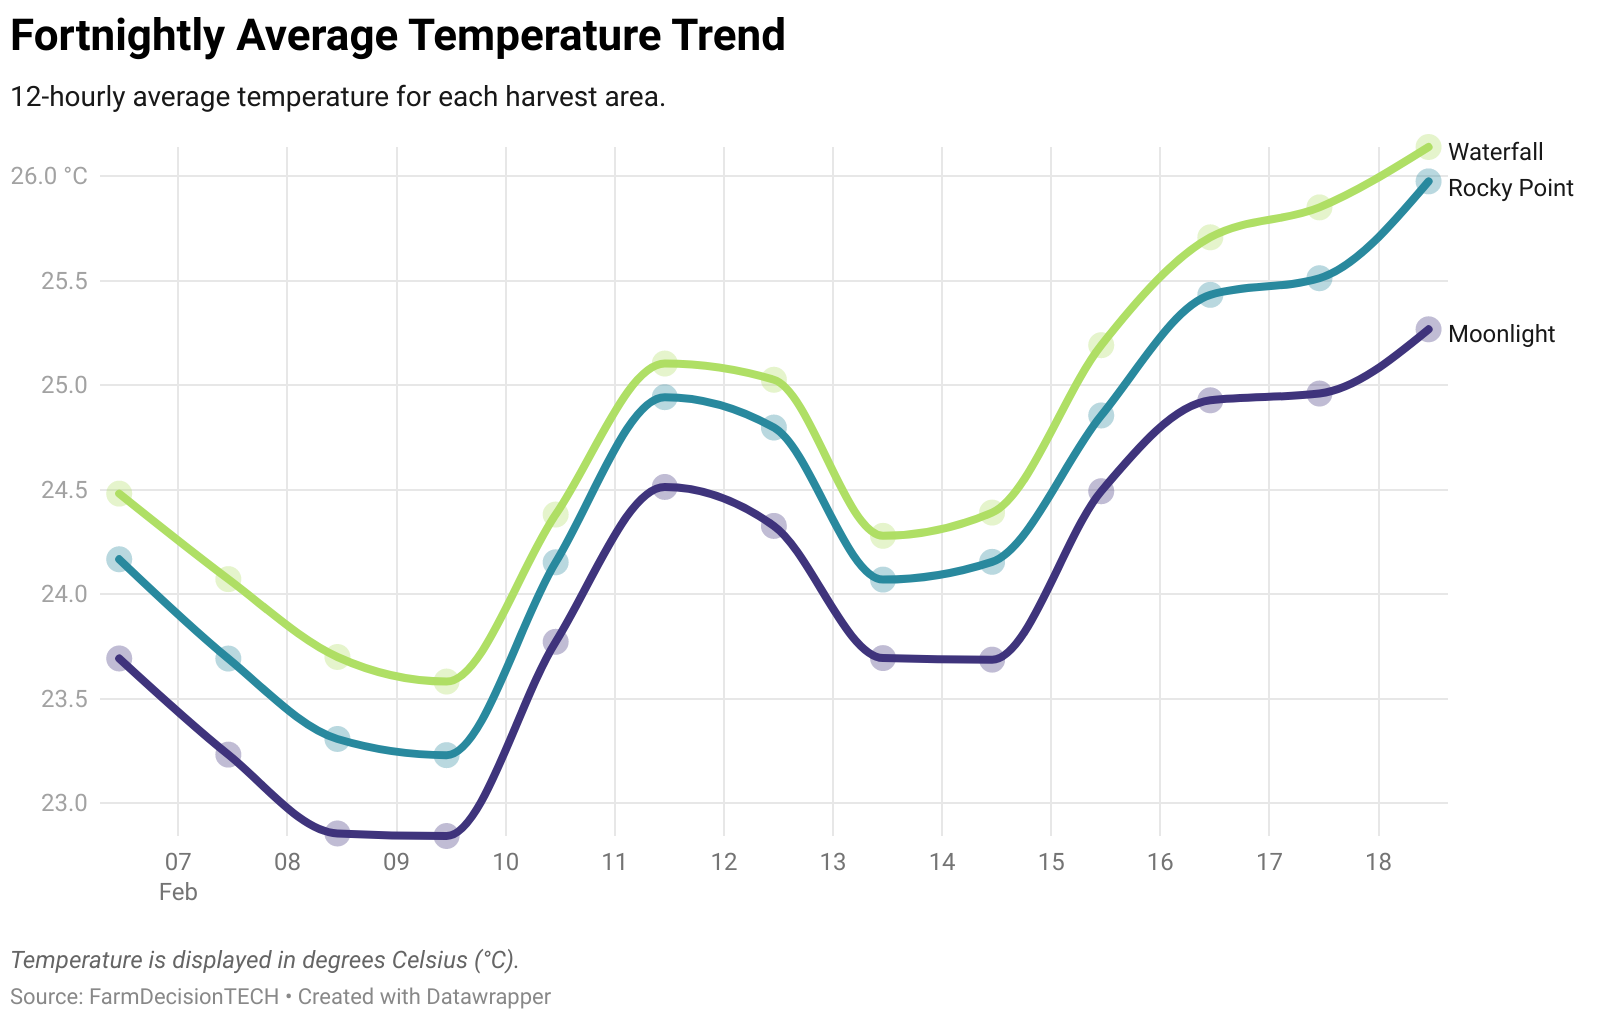 Fortnightly Average Temperature Trend
12-hourly average temperature for each harvest area.
Waterfall
26.0 °C
Rocky Point
25.5
Moonlight
25.0
24.5
24.0
23.5
23.0
07 08 09 10 11 12 13 14 15 16 17 18
Feb
Temperature is displayed in degrees Celsius (°C).
Source: FarmDecisionTECH • Created with Datawrapper